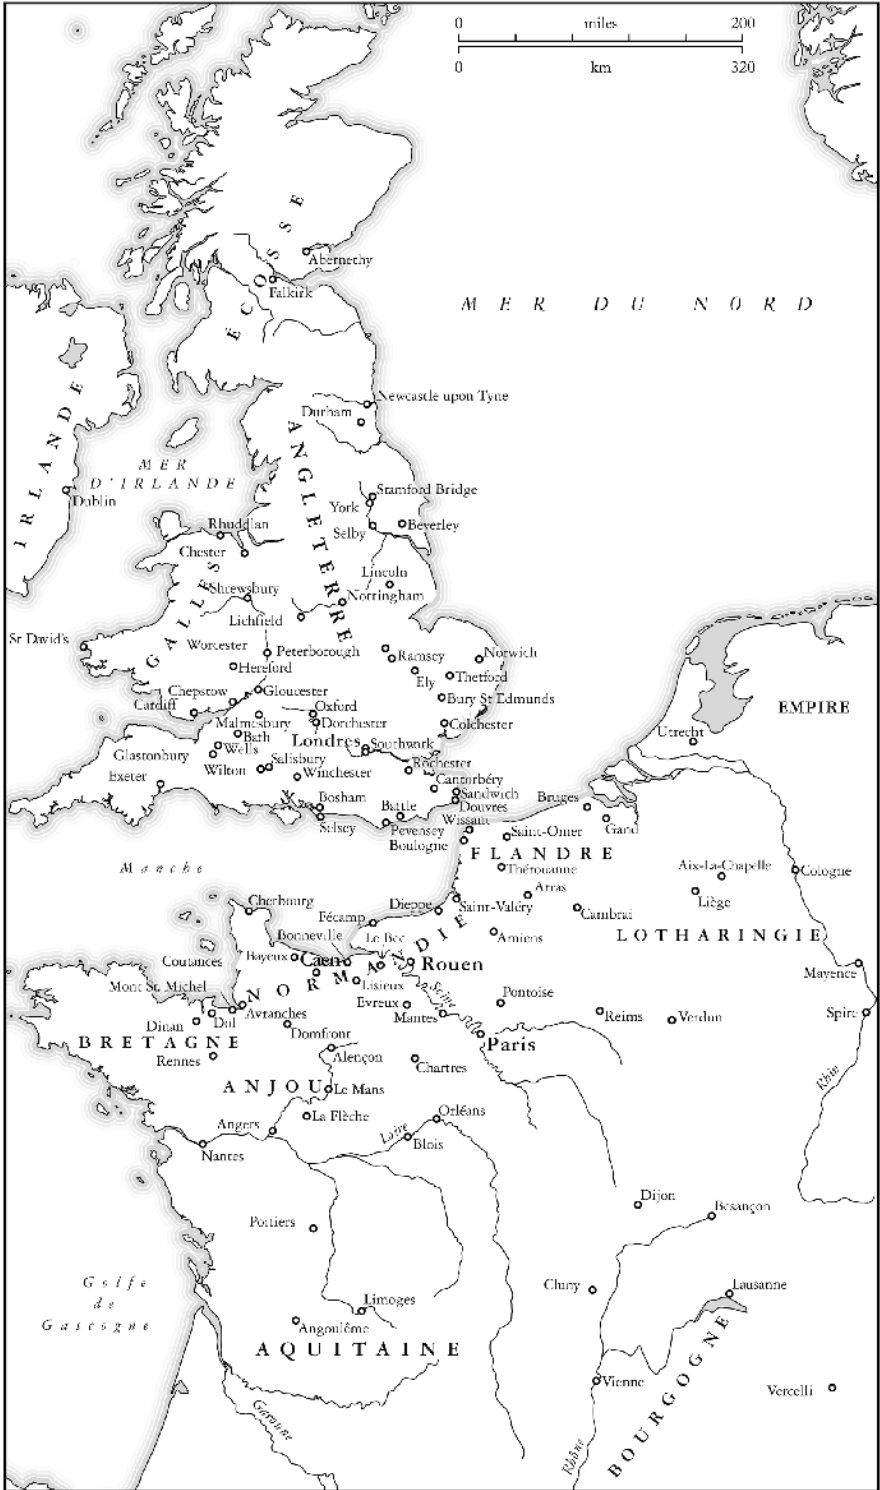 0 miles 200
0 km 320
ÉCOSSE
Abernethy
Falkirk
MER DU NORD
IRLANDE
Newcastle upon Tyne
Durham
ANGLETERRE
MER
D'IRLANDE
Dublin
Stamford Bridge
York
Selby
Beverley
Rhuddlan
Chester
Lincoln
Shrewsbury
Nottingham
GALLES
Lichfield
St David's
Worcester
Peterborough
Ramsey
Norwich
Hereford
Ely
Thetford
Chepstow
Gloucester
Bury St Edmunds
Cardiff
Oxford
EMPIRE
Malmesbury
Dorchester
Colchester
Bath
Londres
Southwark
Utrecht
Glastonbury
Wells
Salisbury
Rochester
Exeter
Wilton
Winchester
Cantorbéry
Sandwich
Bosham
Battle
Douvres
Bruges
Selsey
Pevensey
Wissant
Saint-Omer
Gand
Boulogne
FLANDRE
Manche
Thérouanne
Aix-La-Chapelle
Cologne
Arras
Liège
Cherbourg
Dieppe
Saint-Valéry
Cambrai
Fécamp
Bonneville
Le Bec
Amiens
LOTHARINGIE
Coutances
Bayeux
Caen
NORMANDIE
Rouen
Mayence
Mont St. Michel
Lisieux
Seine
Evreux
Pontoise
Dinan
Dol
Avranches
Mantes
Reims
Verdun
Spire
BRETAGNE
Domfront
Paris
Rennes
Alençon
Chartres
Rhin
ANJOU
Le Mans
Angers
La Flèche
Orléans
Loire
Blois
Nantes
Dijon
Besançon
Poitiers
Golfe
de
Gascogne
Cluny
Lausanne
Limoges
Angoulême
AQUITAINE
Vienne
BOURGOGNE
Vercelli
Garonne
Rhône